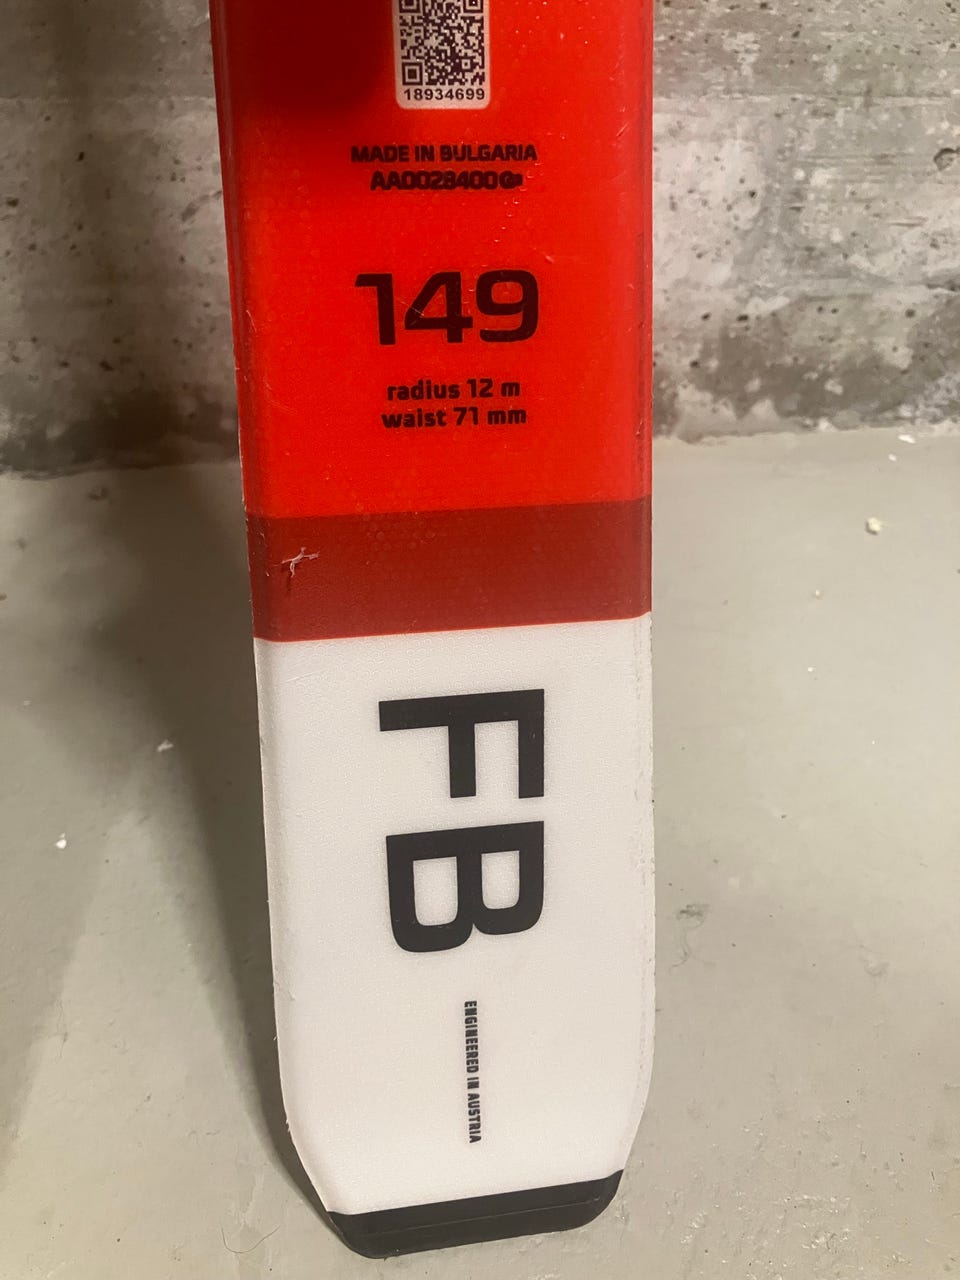 18934699
MADE IN BULGARIA
AA0028400
149
radius 12 m
waist 71 mm
FB
ENGINEERED IN AUSTRIA